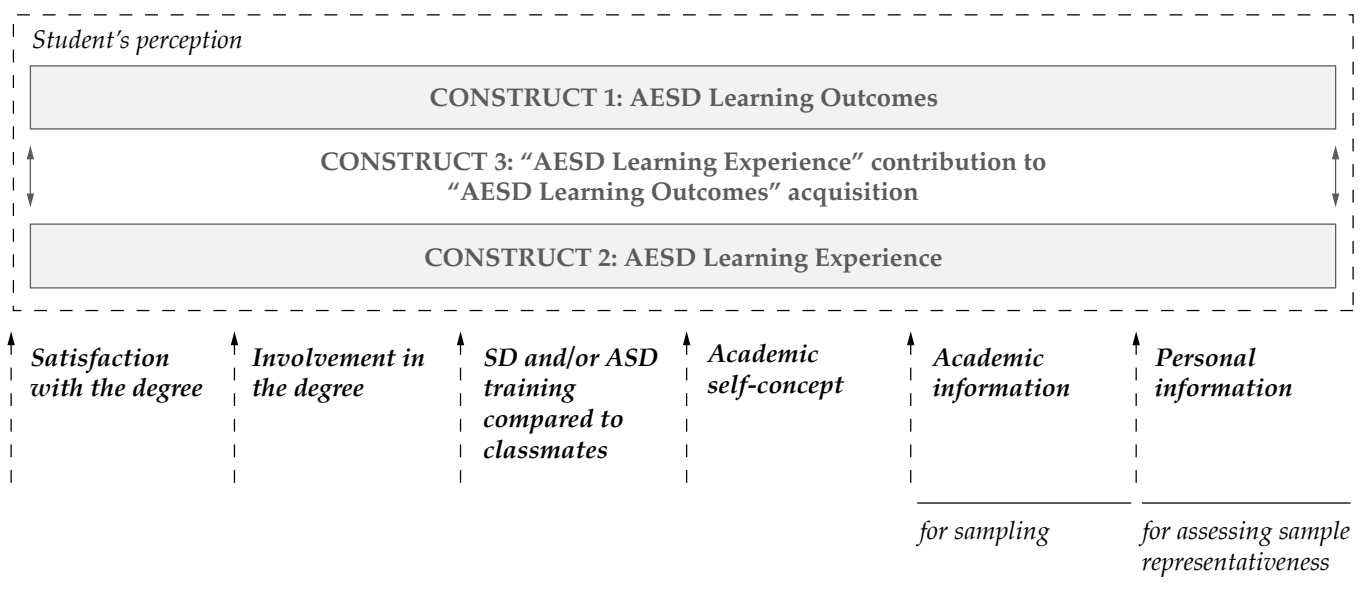 Student’s perception
CONSTRUCT 1: AESD Learning Outcomes
CONSTRUCT 3: “AESD Learning Experience” contribution to
“AESD Learning Outcomes” acquisition
CONSTRUCT 2: AESD Learning Experience
Satisfaction
with the degree
Involvement in
the degree
SD and/or ASD
training
compared to
classmates
Academic
self-concept
Academic
information
Personal
information
for sampling
for assessing sample
representativeness